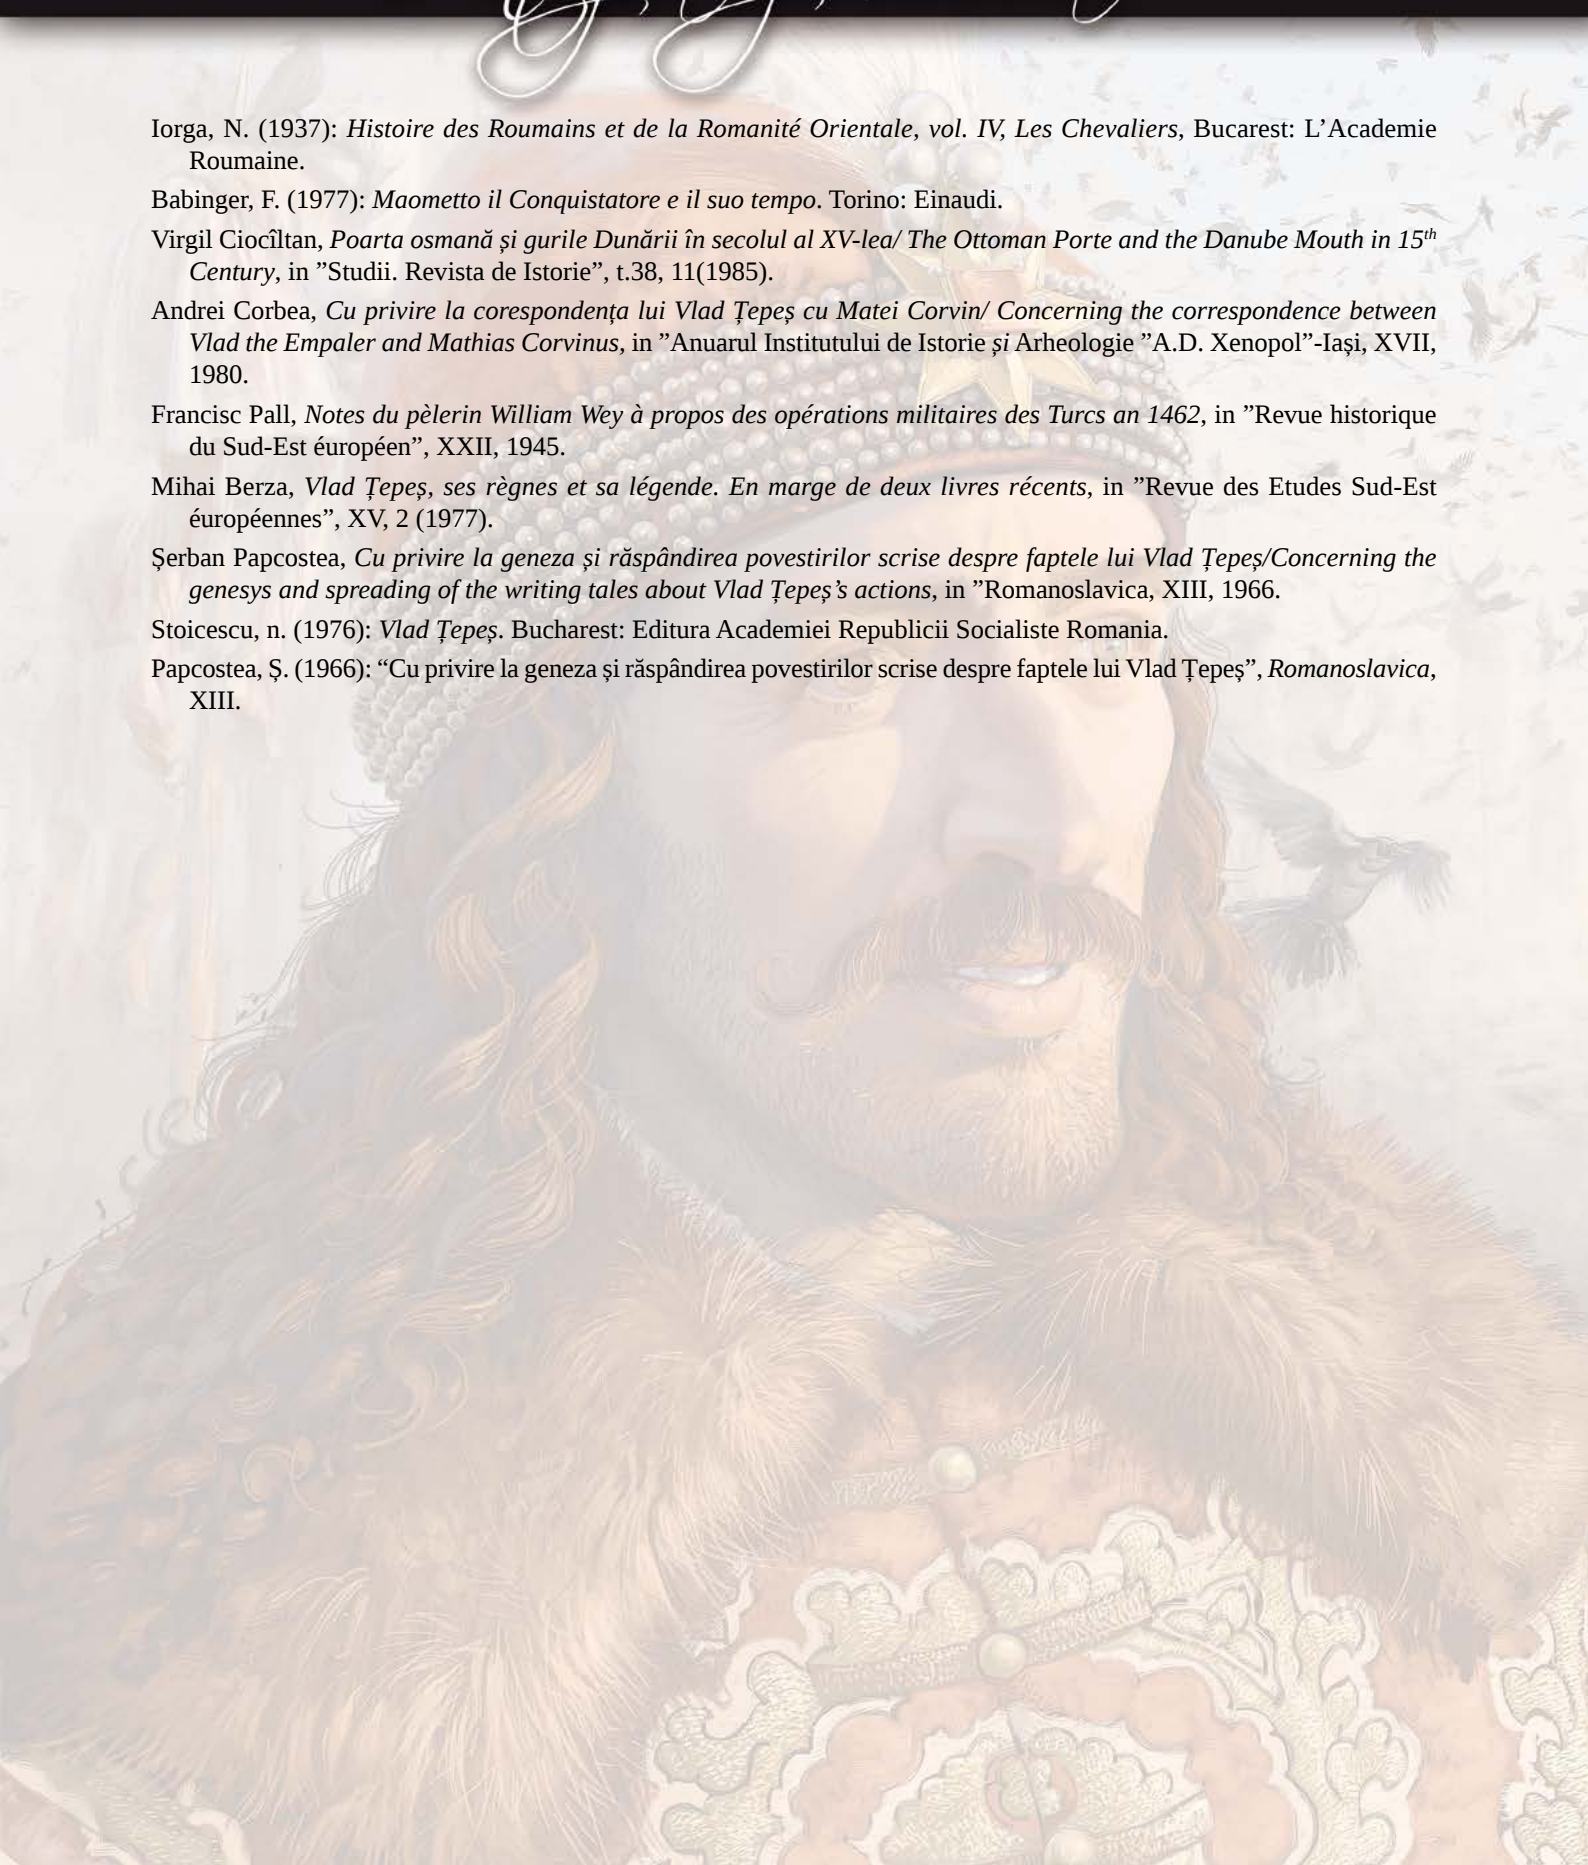 Iorga, N. (1937): Histoire des Roumains et de la Romanité Orientale, vol. IV, Les Chevaliers, Bucarest: L’Academie
Roumaine.
Babinger, F. (1977): Maometto il Conquistatore e il suo tempo. Torino: Einaudi.
Virgil Ciocîltan, Poarta osmană și gurile Dunării în secolul al XV-lea/ The Ottoman Porte and the Danube Mouth in 15th
Century, in ”Studii. Revista de Istorie”, t.38, 11(1985).
Andrei Corbea, Cu privire la corespondența lui Vlad Țepeș cu Matei Corvin/ Concerning the correspondence between
Vlad the Empaler and Mathias Corvinus, in ”Anuarul Institutului de Istorie și Arheologie ”A.D. Xenopol”-Iași, XVII,
1980.
Francisc Pall, Notes du pèlerin William Wey à propos des opérations militaires des Turcs an 1462, in ”Revue historique
du Sud-Est éuropéen”, XXII, 1945.
Mihai Berza, Vlad Țepeș, ses règnes et sa légende. En marge de deux livres récents, in ”Revue des Etudes Sud-Est
éuropéennes”, XV, 2 (1977).
Șerban Papcostea, Cu privire la geneza și răspândirea povestirilor scrise despre faptele lui Vlad Țepeș/Concerning the
genesys and spreading of the writing tales about Vlad Țepeș’s actions, in ”Romanoslavica, XIII, 1966.
Stoicescu, n. (1976): Vlad Țepeș. Bucharest: Editura Academiei Republicii Socialiste Romania.
Papcostea, Ș. (1966): “Cu privire la geneza și răspândirea povestirilor scrise despre faptele lui Vlad Țepeș”, Romanoslavica,
XIII.